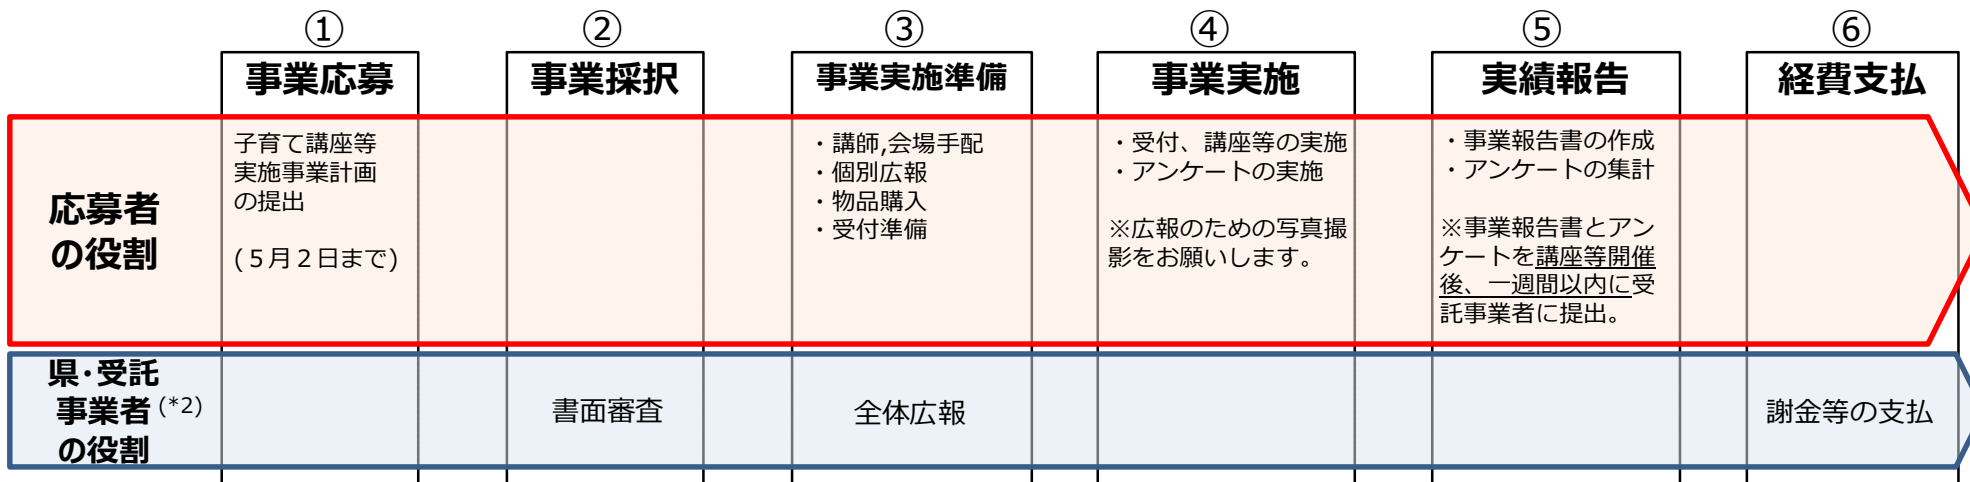 ①
②
③
④
⑤
⑥
事業応募
事業採択
事業実施準備
事業実施
実績報告
経費支払
応募者
の役割
子育て講座等
実施事業計画
の提出
(５月２日まで)
・講師,会場手配
・個別広報
・物品購入
・受付準備
・受付、講座等の実施
・アンケートの実施
※広報のための写真撮
影をお願いします。
・事業報告書の作成
・アンケートの集計
※事業報告書とアン
ケートを講座等開催
後、一週間以内に受
託事業者に提出。
県･受託
事業者(*2)
の役割
書面審査
全体広報
謝金等の支払